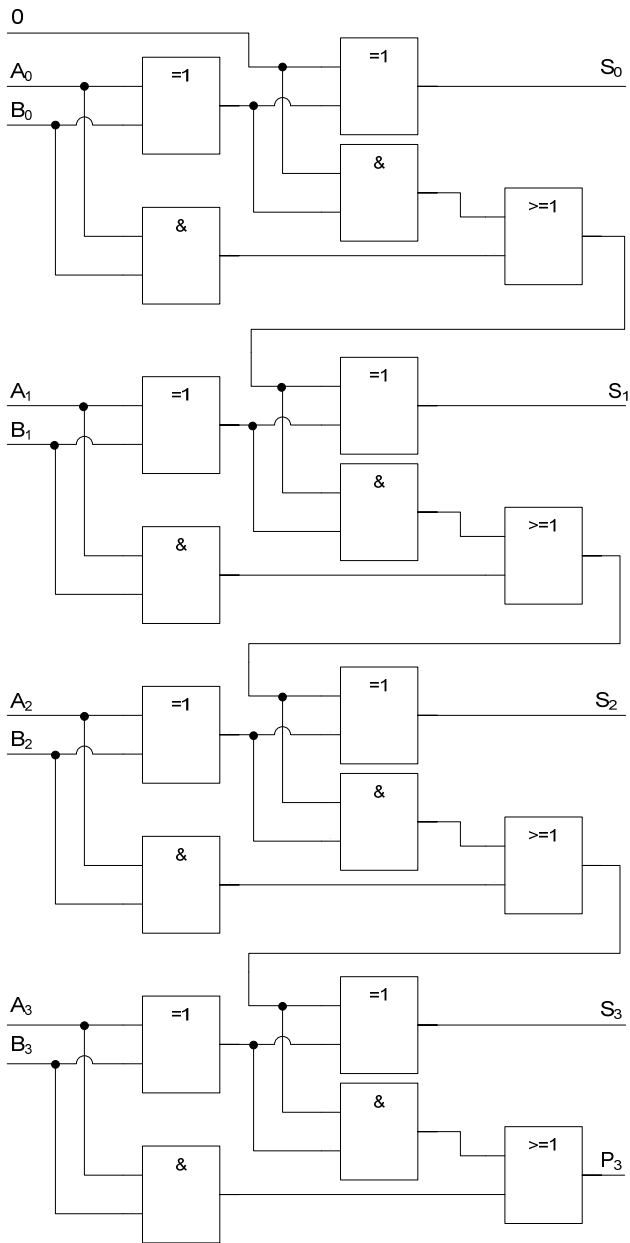 0
A₀ =1 =1 S₀
B₀
& & >=1
A₁ =1 =1 S₁
B₁
& & >=1
A₂ =1 =1 S₂
B₂
& & >=1
A₃ =1 =1 S₃
B₃
& & >=1 P₃